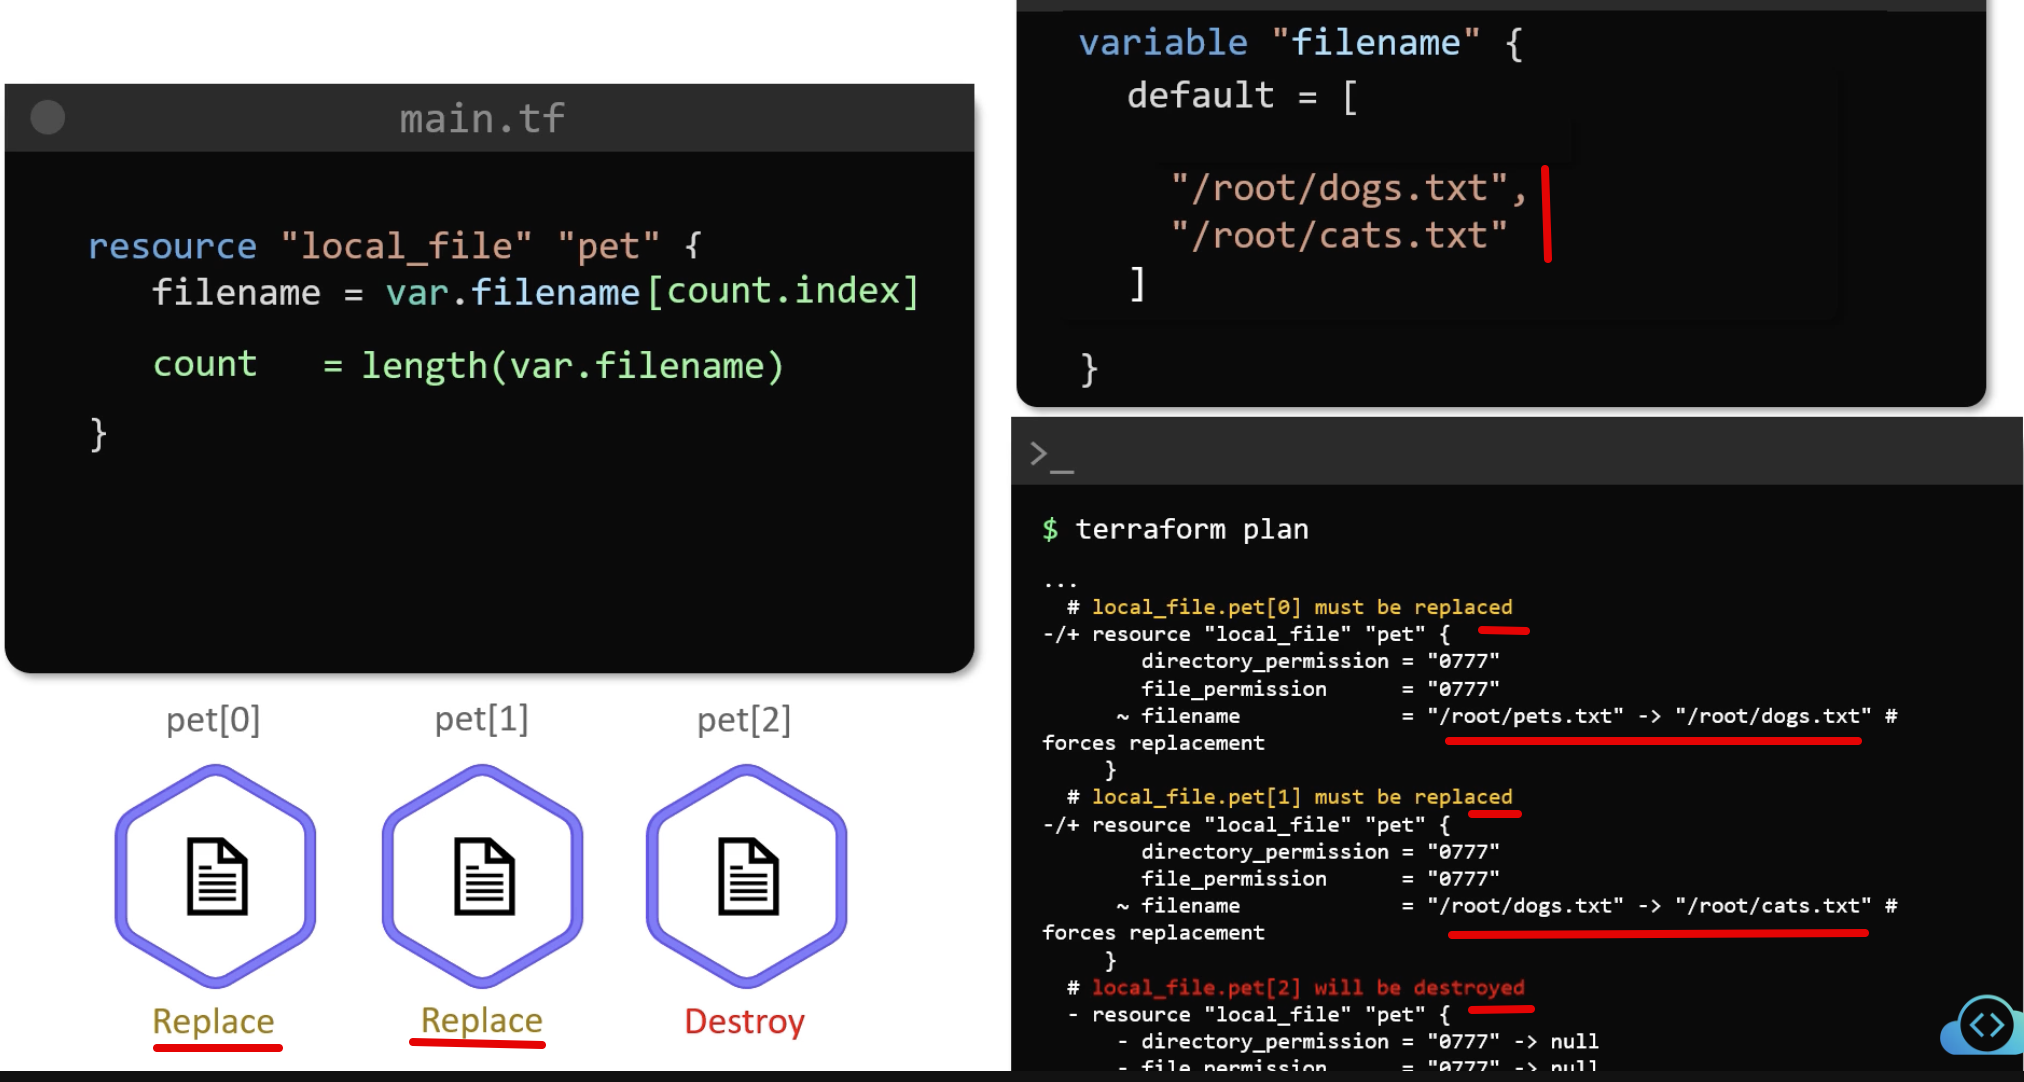 main.tf
resource "local_file" "pet" {
filename = var.filename[count.index]
count = length(var.filename)
}
pet[0] pet[1] pet[2]
Replace Replace Destroy
variable "filename" {
default = [
"/root/dogs.txt",
"/root/cats.txt"
]
}
>_
$ terraform plan
...
# local_file.pet[0] must be replaced
-/+ resource "local_file" "pet" {
directory_permission = "0777"
file_permission = "0777"
~ filename = "/root/pets.txt" -> "/root/dogs.txt" #
forces replacement
}
# local_file.pet[1] must be replaced
-/+ resource "local_file" "pet" {
directory_permission = "0777"
file_permission = "0777"
~ filename = "/root/dogs.txt" -> "/root/cats.txt" #
forces replacement
}
# local_file.pet[2] will be destroyed
- resource "local_file" "pet" {
- directory_permission = "0777" -> null
- file_permission = "0777" -> null